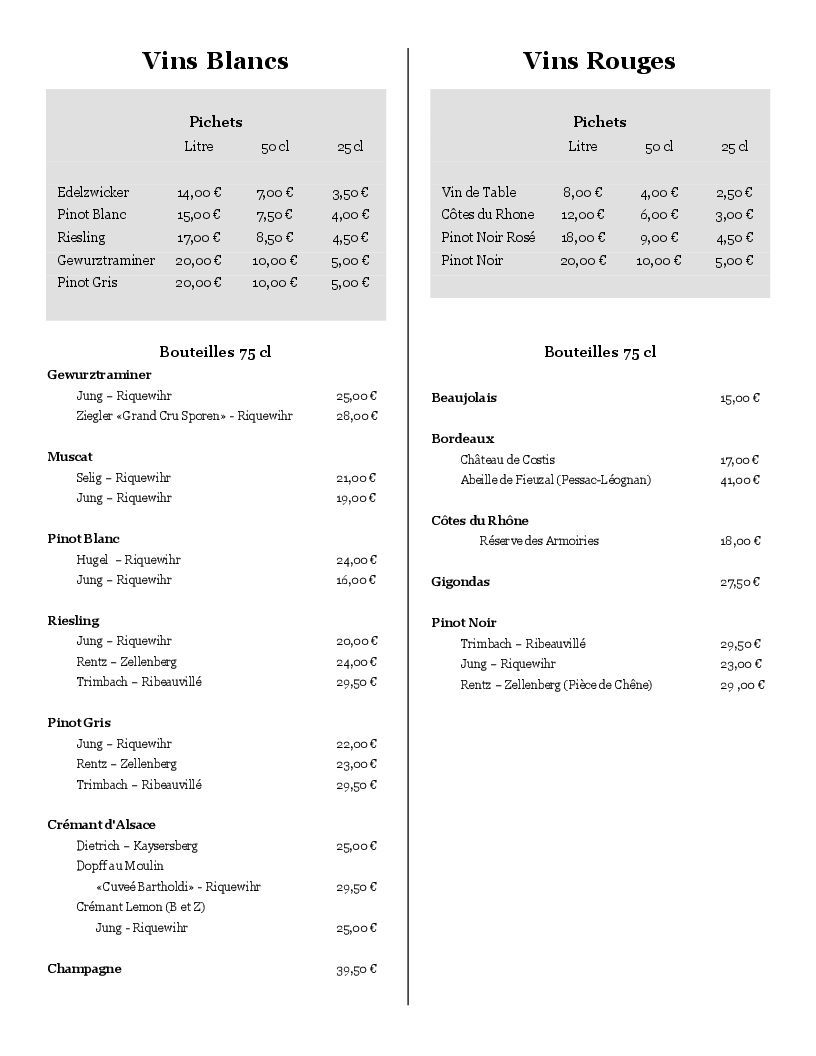 Vins Blancs
Pichets
Litre 50 cl 25 cl
Edelzwicker 14,00 € 7,00 € 3,50 €
Pinot Blanc 15,00 € 7,50 € 4,00 €
Riesling 17,00 € 8,50 € 4,50 €
Gewurztraminer 20,00 € 10,00 € 5,00 €
Pinot Gris 20,00 € 10,00 € 5,00 €
Bouteilles 75 cl
Gewurztraminer
Jung – Riquewihr 25,00 €
Ziegler «Grand Cru Sporen» - Riquewihr 28,00 €
Muscat
Selig – Riquewihr 21,00 €
Jung – Riquewihr 19,00 €
Pinot Blanc
Hugel – Riquewihr 24,00 €
Jung – Riquewihr 16,00 €
Riesling
Jung – Riquewihr 20,00 €
Rentz – Zellenberg 24,00 €
Trimbach – Ribeauvillé 29,50 €
Pinot Gris
Jung – Riquewihr 22,00 €
Rentz – Zellenberg 23,00 €
Trimbach – Ribeauvillé 29,50 €
Crémant d'Alsace
Dietrich – Kaysersberg 25,00 €
Dopff au Moulin
«Cuveé Bartholdi» - Riquewihr 29,50 €
Crémant Lemon (B et Z)
Jung - Riquewihr 25,00 €
Champagne 39,50 €
Vins Rouges
Pichets
Litre 50 cl 25 cl
Vin de Table 8,00 € 4,00 € 2,50 €
Côtes du Rhone 12,00 € 6,00 € 3,00 €
Pinot Noir Rosé 18,00 € 9,00 € 4,50 €
Pinot Noir 20,00 € 10,00 € 5,00 €
Bouteilles 75 cl
Beaujolais 15,00 €
Bordeaux
Château de Costis 17,00 €
Abeille de Fieuzal (Pessac-Léognan) 41,00 €
Côtes du Rhône
Réserve des Armoiries 18,00 €
Gigondas 27,50 €
Pinot Noir
Trimbach – Ribeauvillé 29,50 €
Jung – Riquewihr 23,00 €
Rentz – Zellenberg (Pièce de Chêne) 29 ,00 €